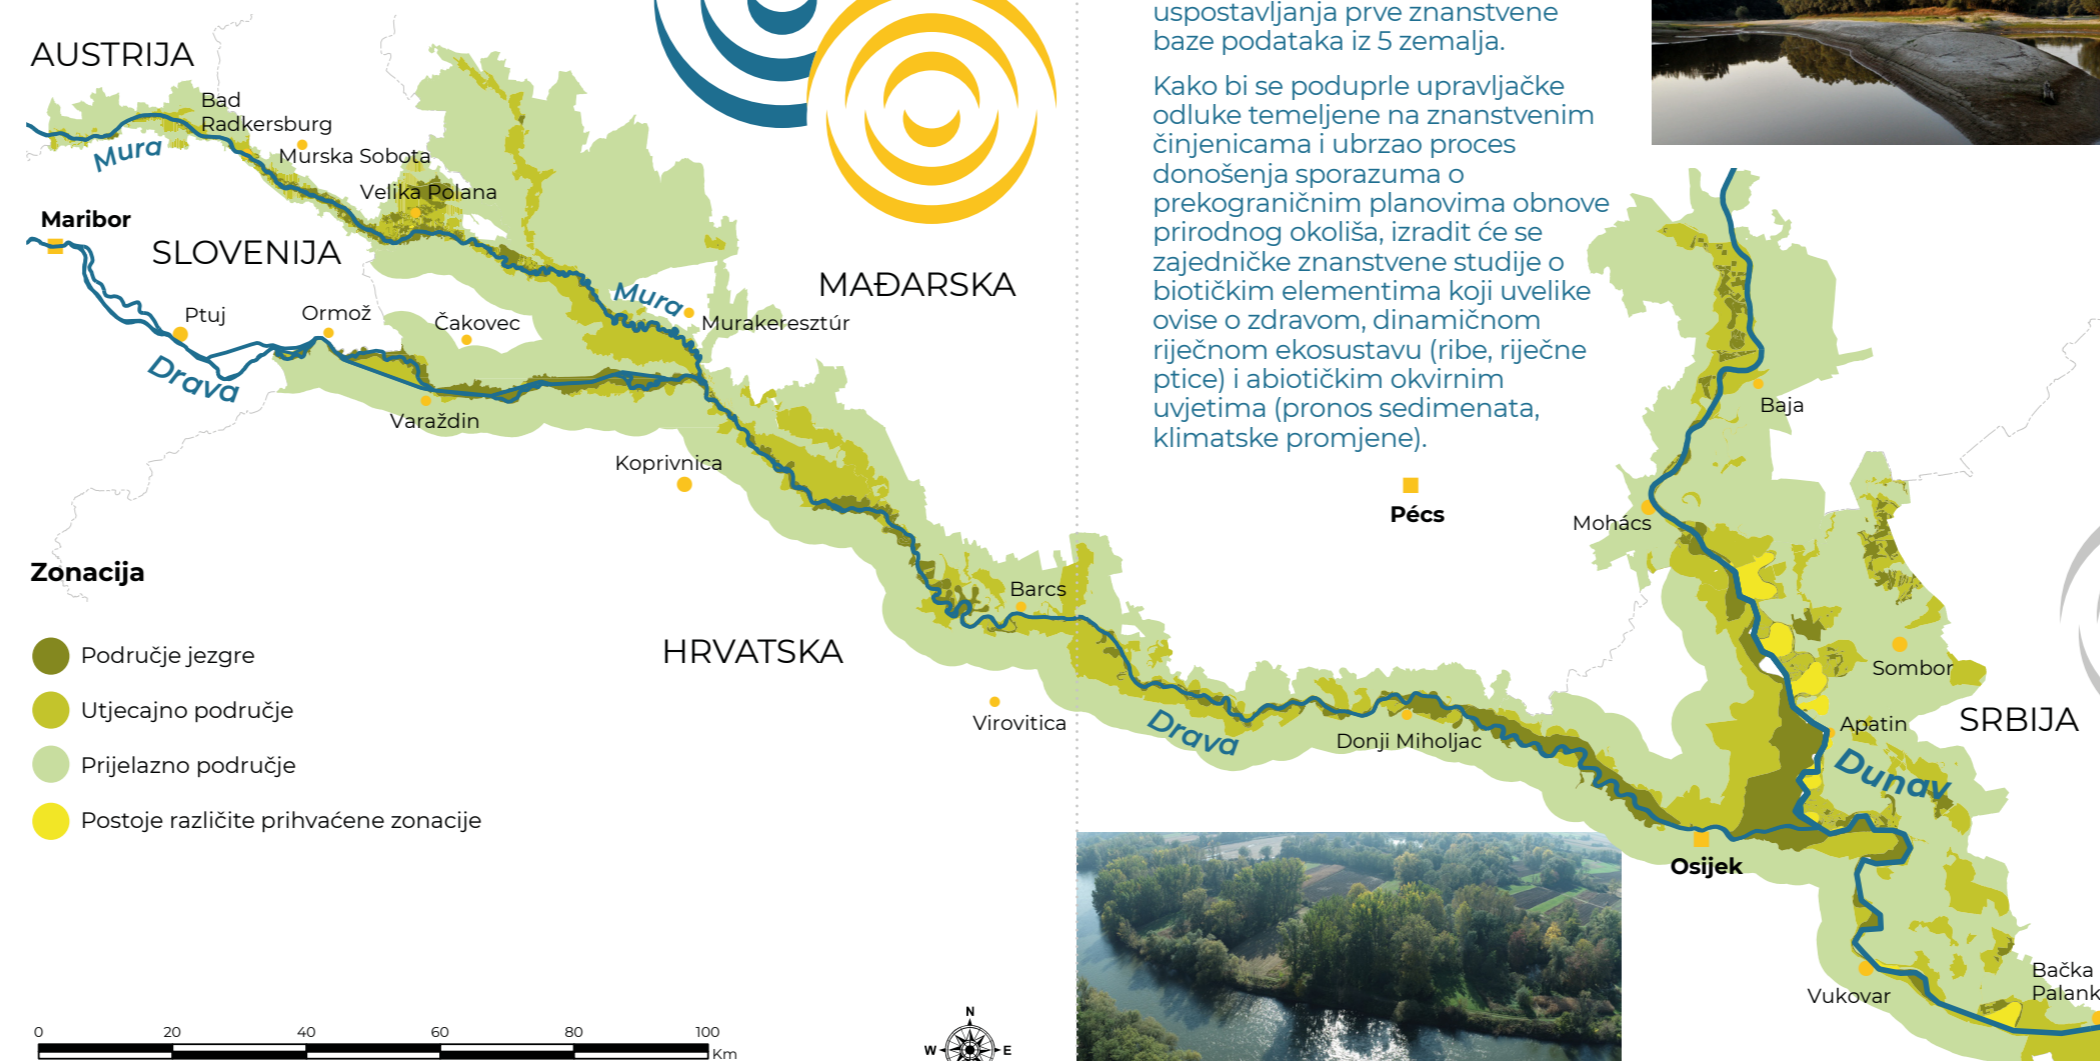 uspostavljanja prve znanstvene
baze podataka iz 5 zemalja.
Kako bi se poduprle upravljačke
odluke temeljene na znanstvenim
činjenicama i ubrzao proces
donošenja sporazuma o
prekograničnim planovima obnove
prirodnog okoliša, izradit će se
zajedničke znanstvene studije o
biotičkim elementima koji uvelike
ovise o zdravom, dinamičnom
riječnom ekosustavu (ribe, riječne
ptice) i abiotičkim okvirnim
uvjetima (pronos sedimenata,
klimatske promjene).
AUSTRIJA
Bad
Radkersburg
Mura
Murska Sobota
Velika Polana
Maribor
SLOVENIJA
MAĐARSKA
Mura
Ptuj
Ormož
Čakovec
Murakeresztúr
Drava
Varaždin
Koprivnica
Baja
Pécs
Mohács
Barcs
HRVATSKA
Virovitica
Drava
Donji Miholjac
Sombor
Apatin
SRBIJA
Dunav
Osijek
Vukovar
Bačka
Palank
Zonacija
Područje jezgre
Utjecajno područje
Prijelazno područje
Postoje različite prihvaćene zonacije
0 20 40 60 80 100
Km
N
W E